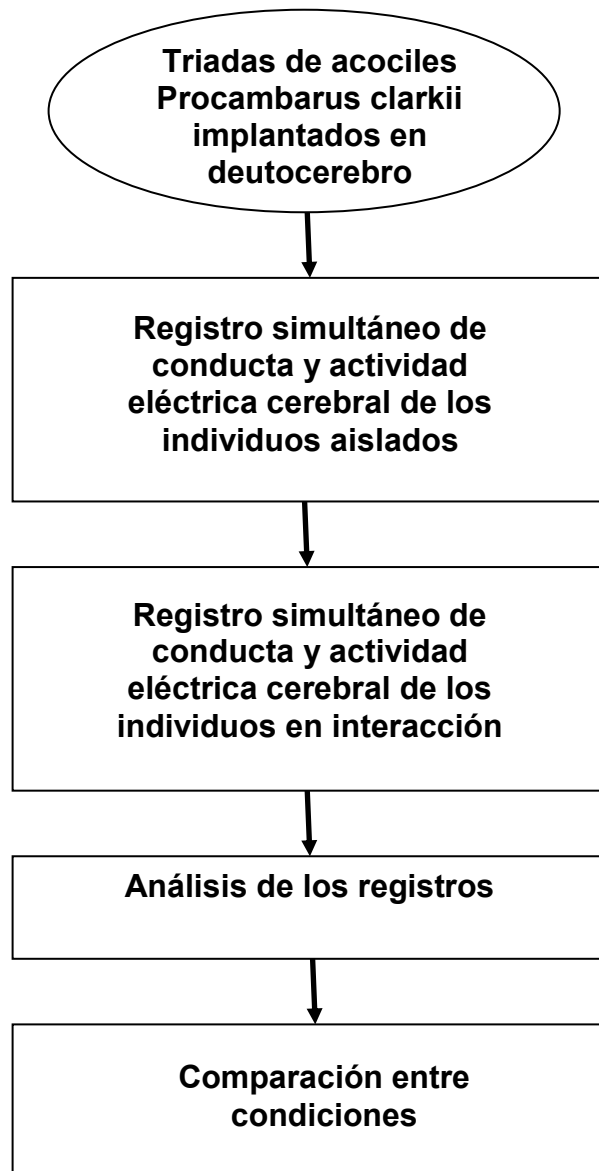 Triadas de acociles
Procambarus clarkii
implantados en
deutocerebro
Registro simultáneo de
conducta y actividad
eléctrica cerebral de los
individuos aislados
Registro simultáneo de
conducta y actividad
eléctrica cerebral de los
individuos en interacción
Análisis de los registros
Comparación entre
condiciones